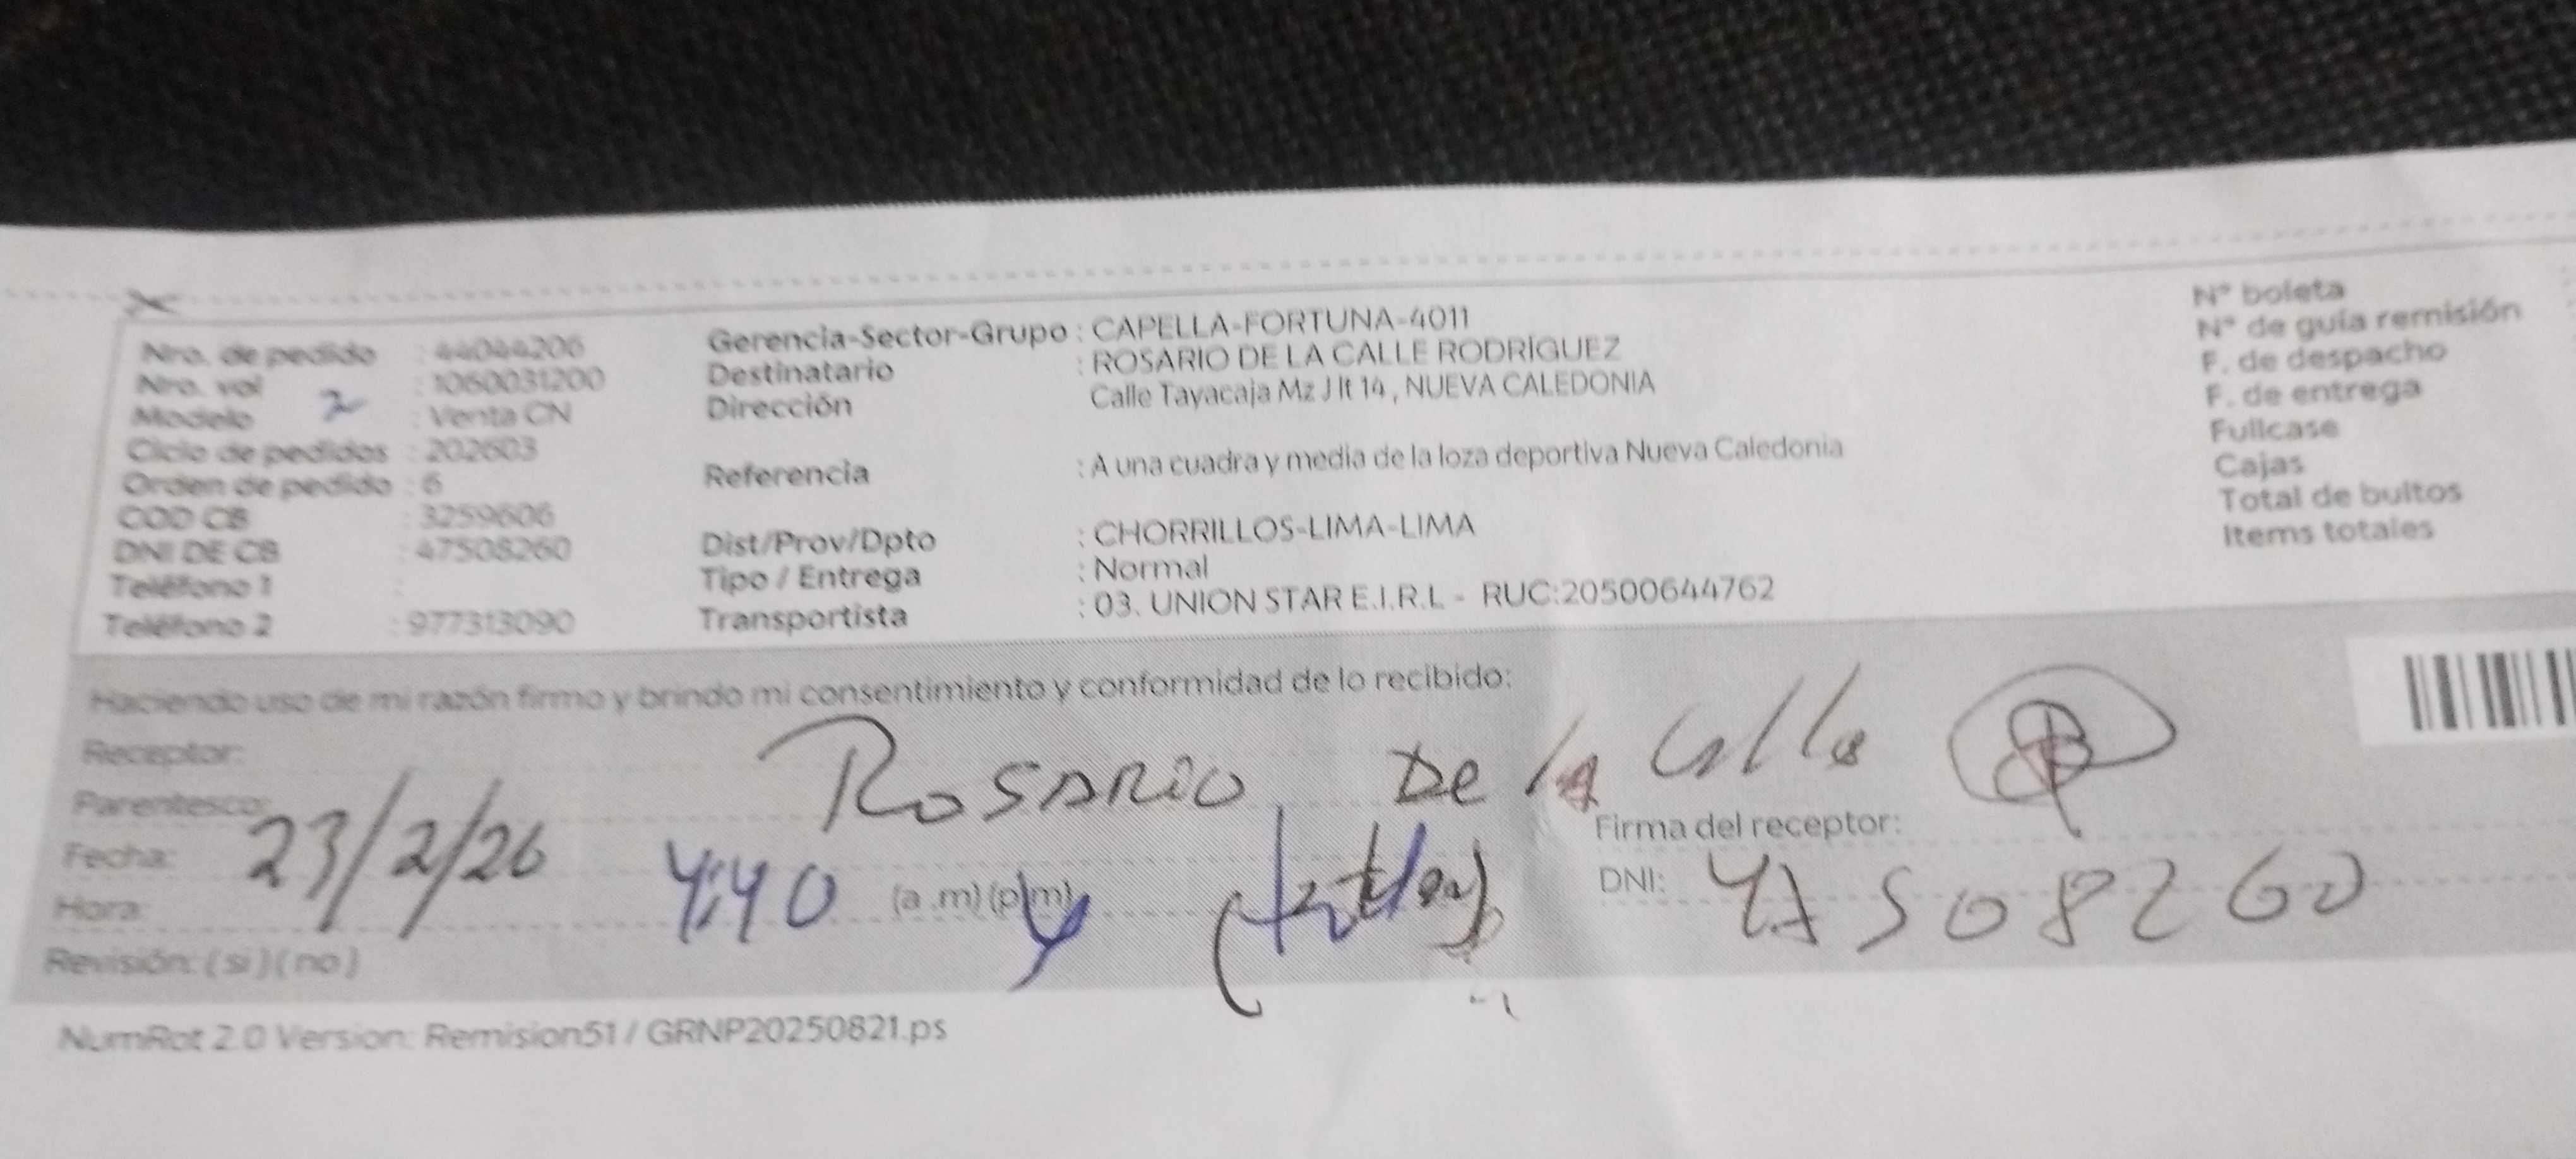 Nro. de pedido : 44044206
Nro. val : 1060031200
Modelo 2 : Venta CN
Ciclo de pedidos : 202603
Orden de pedido : 6
COD CB : 3259606
DNI DE CB : 47508260
Teléfono 1 :
Teléfono 2 : 977313090
Gerencia-Sector-Grupo : CAPELLA-FORTUNA-4011
Destinatario : ROSARIO DE LA CALLE RODRÍGUEZ
Dirección : Calle Tayacaja Mz J lt 14 , NUEVA CALEDONIA
Referencia : A una cuadra y media de la loza deportiva Nueva Caledonia
Dist/Prov/Dpto : CHORRILLOS-LIMA-LIMA
Tipo / Entrega : Normal
Transportista : 03. UNION STAR E.I.R.L - RUC:20500644762
N° boleta
N° de guía remisión
F. de despacho
F. de entrega
Fullcase
Cajas
Total de bultos
Items totales
Haciendo uso de mi razón firmo y brindo mi consentimiento y conformidad de lo recibido:
Receptor: Rosario De la Calle
Parentesco:
Firma del receptor:
Fecha: 23/2/26
Hora: 4:40 (a .m) (p.m)
DNI: 47508260
Revisión: ( si ) ( no )
NumRot 2.0 Version: Remision51 / GRNP20250821.ps